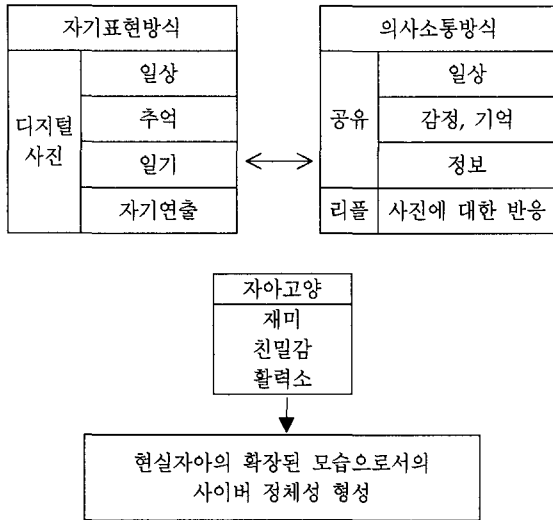 자기표현방식
디지털
사진
일상
추억
일기
자기연출
의사소통방식
공유
일상
감정, 기억
정보
리플
사진에 대한 반응
자아고양
재미
친밀감
활력소
현실자아의 확장된 모습으로서의
사이버 정체성 형성